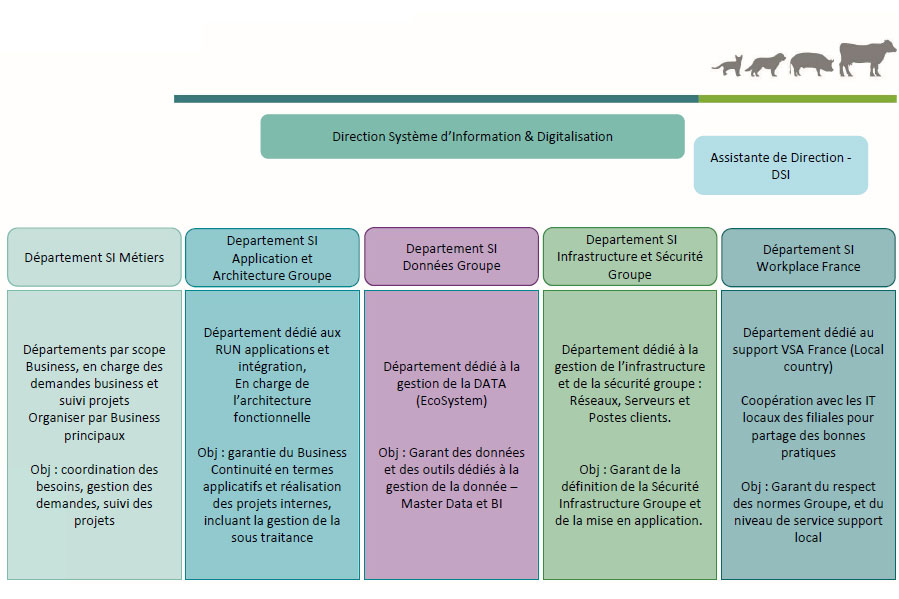 Direction Système d'Information & Digitalisation
Assistante de Direction -
DSI
Département SI Métiers
Departement SI
Application et
Architecture Groupe
Departement SI
Données Groupe
Departement SI
Infrastructure et Sécurité
Groupe
Département SI
Workplace France
Départements par scope
Business, en charge des
demandes business et
suivi projets
Organiser par Business
principaux
Obj : coordination des
besoins, gestion des
demandes, suivi des
projets
Département dédié aux
RUN applications et
intégration,
En charge de
l'architecture
fonctionnelle
Obj : garantie du Business
Continuité en termes
applicatifs et réalisation
des projets internes,
incluant la gestion de la
sous traitance
Département dédié à la
gestion de la DATA
(EcoSystem)
Obj : Garant des données
et des outils dédiés à la
gestion de la donnée –
Master Data et BI
Département dédié à la
gestion de l'infrastructure
et de la sécurité groupe :
Réseaux, Serveurs et
Postes clients.
Obj : Garant de la
définition de la Sécurité
Infrastructure Groupe et
de la mise en application.
Département dédié au
support VSA France (Local
country)
Coopération avec les IT
locaux des filiales pour
partage des bonnes
pratiques
Obj : Garant du respect
des normes Groupe, et du
niveau de service support
local